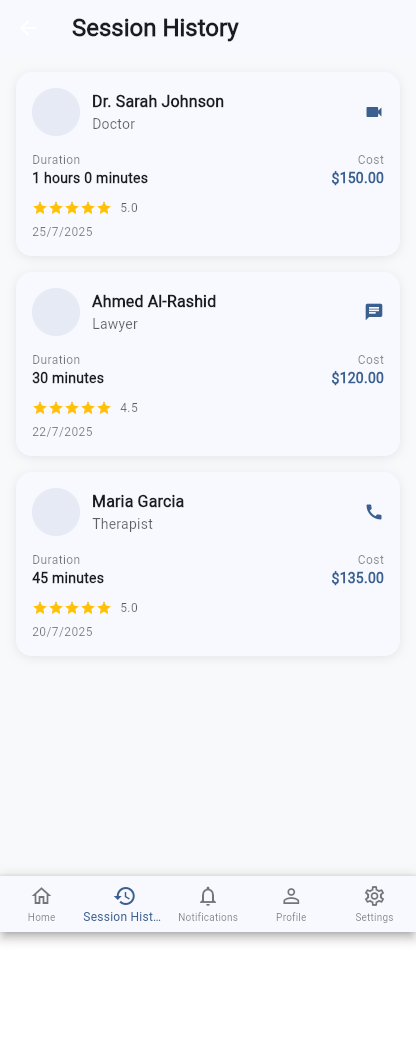 Session History
Dr. Sarah Johnson
Doctor
Duration
Cost
1 hours 0 minutes
$150.00
5.0
25/7/2025
Ahmed Al-Rashid
Lawyer
Duration
Cost
30 minutes
$120.00
4.5
22/7/2025
Maria Garcia
Therapist
Duration
Cost
45 minutes
$135.00
5.0
20/7/2025
Home
Session Hist...
Notifications
Profile
Settings